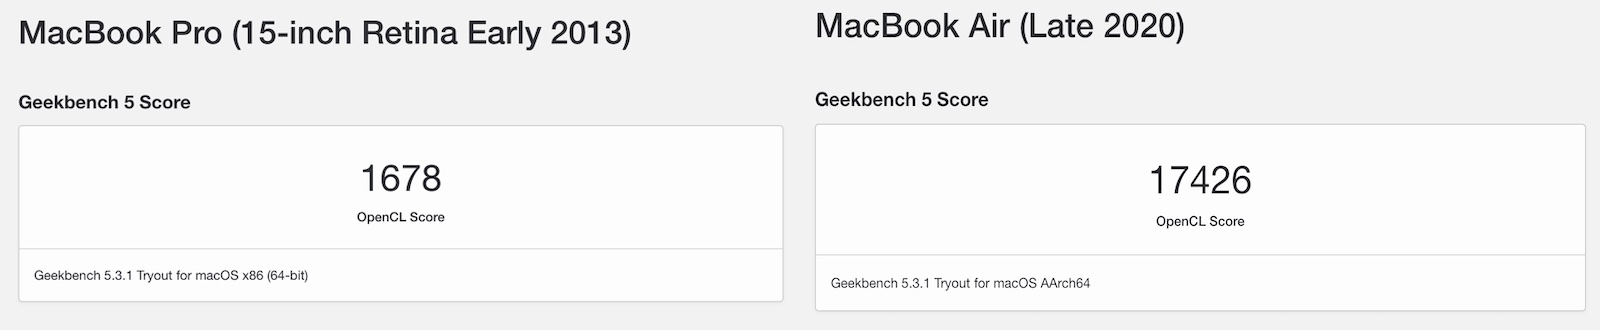 MacBook Pro (15-inch Retina Early 2013)
Geekbench 5 Score
1678
OpenCL Score
Geekbench 5.3.1 Tryout for macOS x86 (64-bit)
MacBook Air (Late 2020)
Geekbench 5 Score
17426
OpenCL Score
Geekbench 5.3.1 Tryout for macOS AArch64